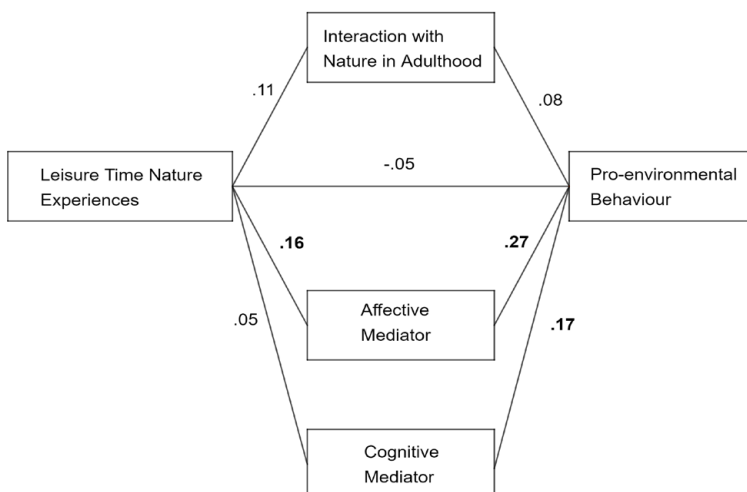 Interaction with
Nature in Adulthood
.11
.08
Leisure Time Nature
Experiences
-.05
Pro-environmental
Behaviour
.16
.27
Affective
Mediator
.05
.17
Cognitive
Mediator